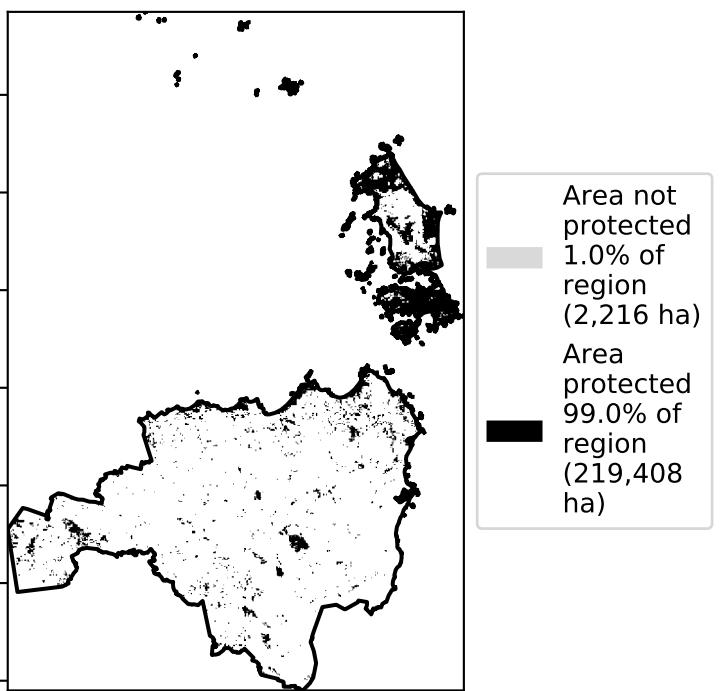 Area not
protected
1.0% of
region
(2,216 ha)
Area
protected
99.0% of
region
(219,408
ha)